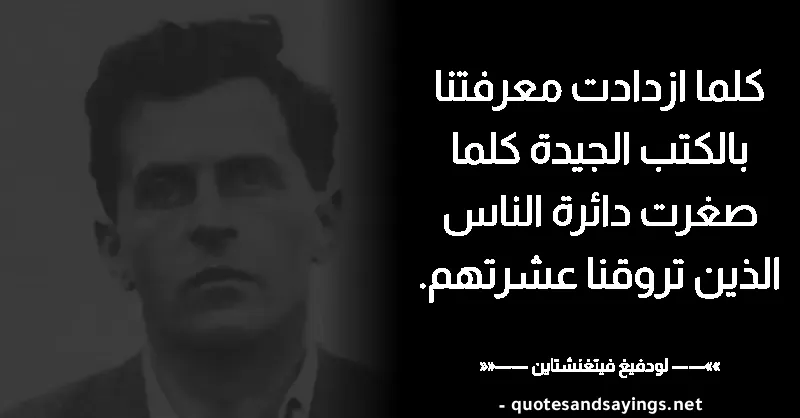 كلما ازدادت معرفتنا
بالكتب الجيدة كلما
صغرت دائرة الناس
الذين تروقنا عشرتهم.
»»—— لودفيغ فيتغنشتاين ——««
- quotesandsayings.net